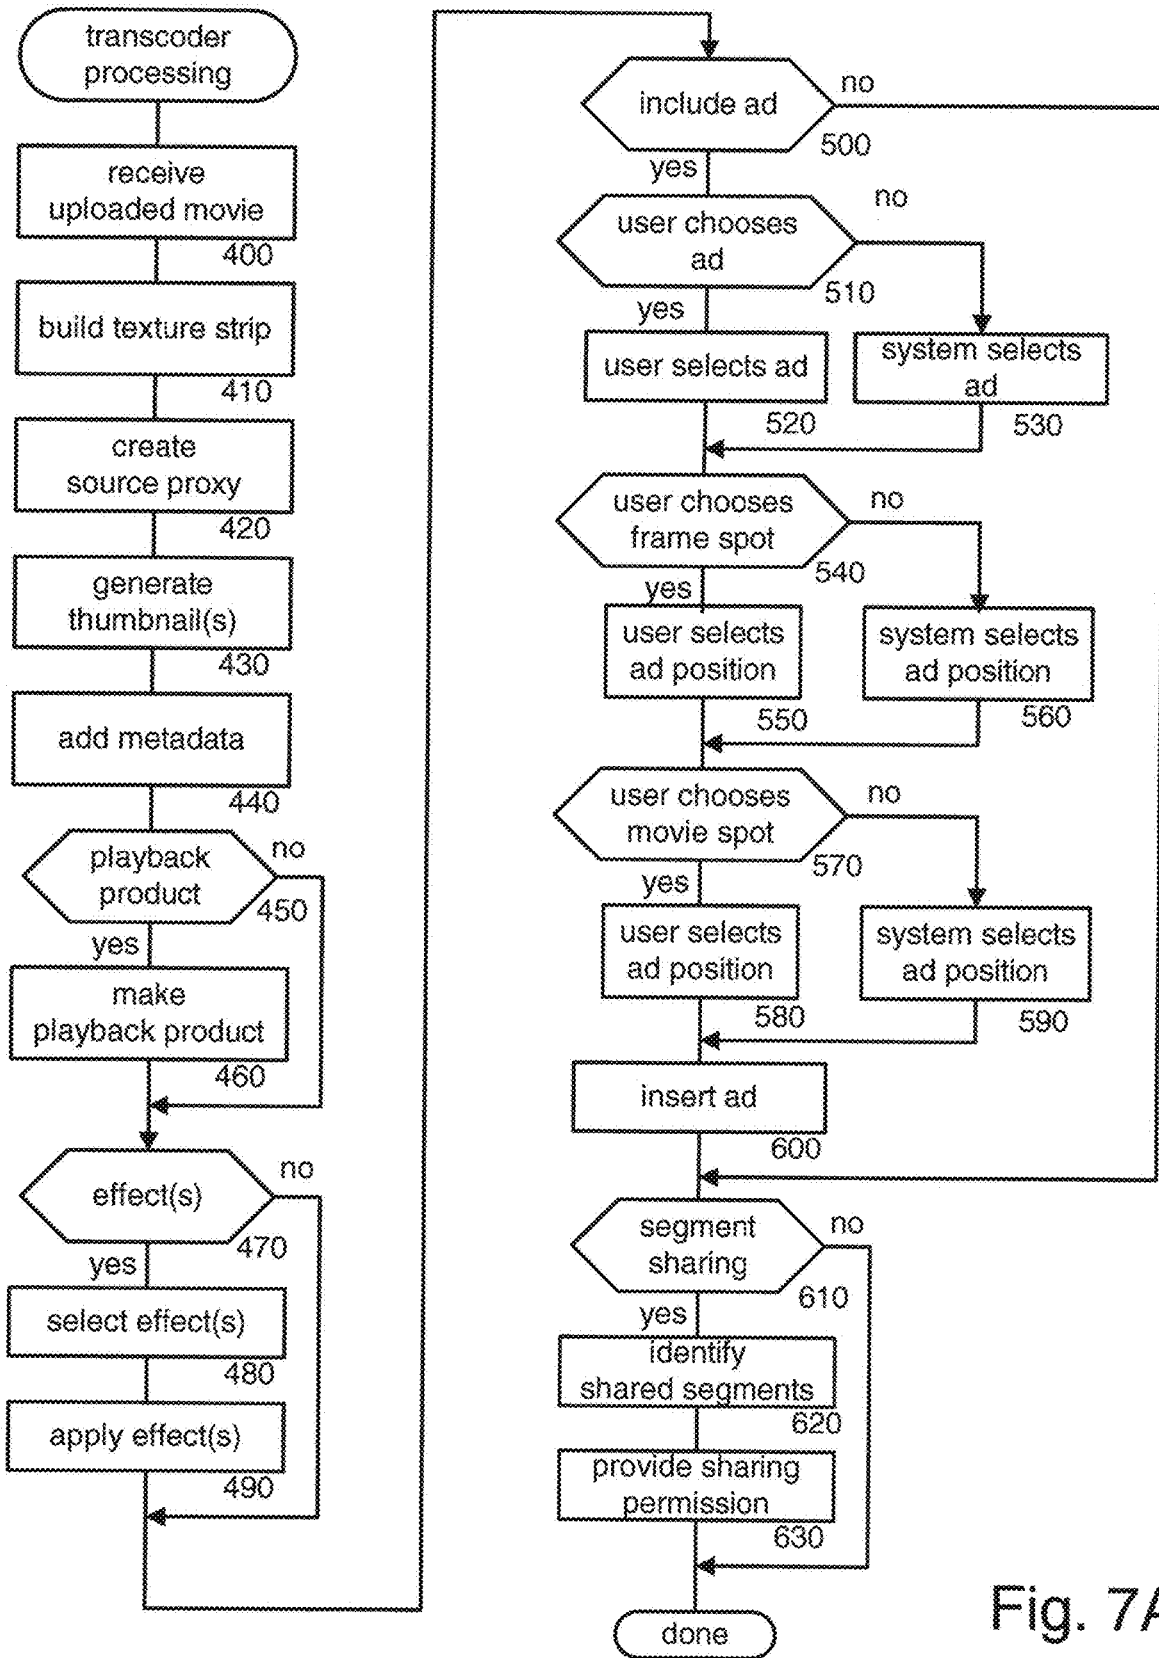 transcoder
processing
receive
uploaded movie
400
build texture strip
410
create
source proxy
420
generate
thumbnail(s)
430
add metadata
440
playback
product
no
450
yes
make
playback product
460
effect(s)
no
470
yes
select effect(s)
480
apply effect(s)
490
include ad
no
500
yes
user chooses
ad
no
510
yes
user selects ad
520
system selects
ad
530
user chooses
frame spot
no
540
yes
user selects
ad position
550
system selects
ad position
560
user chooses
movie spot
no
570
yes
user selects
ad position
580
system selects
ad position
590
insert ad
600
segment
sharing
no
610
yes
identify
shared segments
620
provide sharing
permission
630
done
Fig. 7A